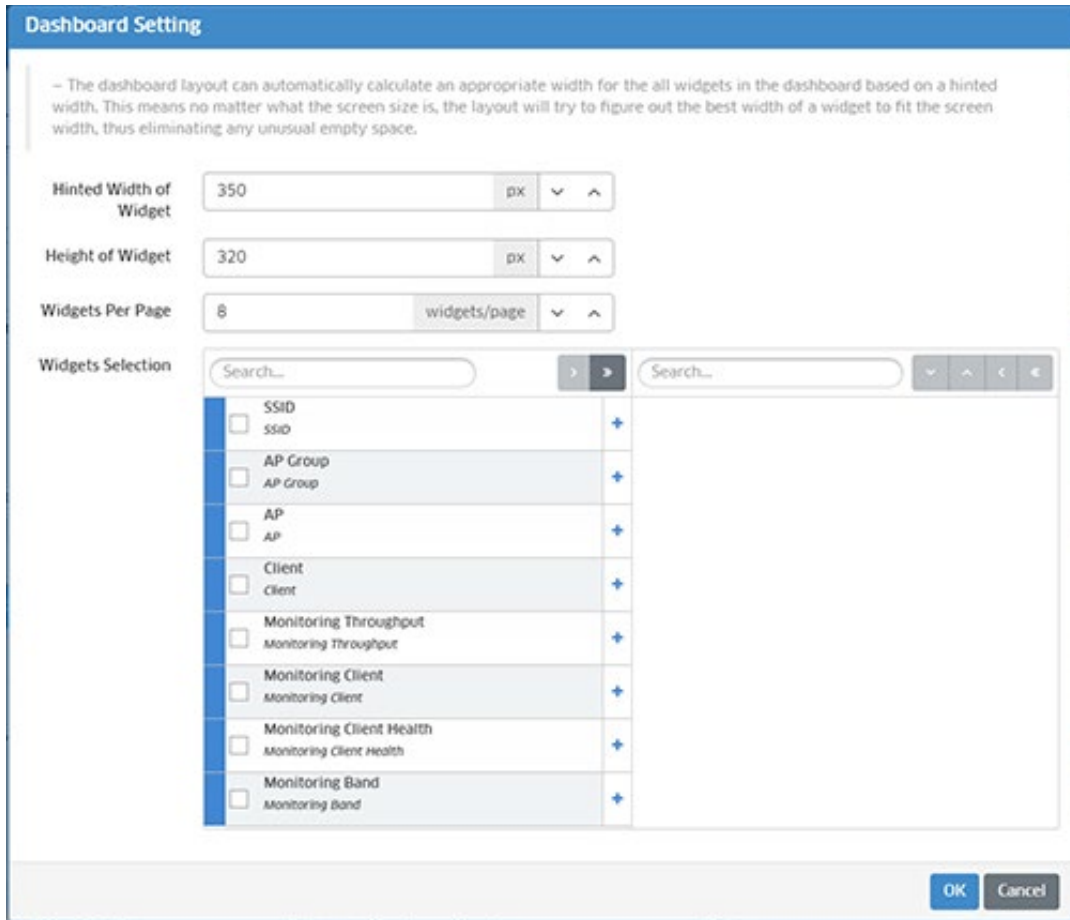 Dashboard Setting
– The dashboard layout can automatically calculate an appropriate width for the all widgets in the dashboard based on a hinted
width. This means no matter what the screen size is, the layout will try to figure out the best width of a widget to fit the screen
width, thus eliminating any unusual empty space.
Hinted Width of
Widget
350 px
Height of Widget 320 px
Widgets Per Page 8 widgets/page
Widgets Selection Search... Search...
SSID
SSID
AP Group
AP Group
AP
AP
Client
Client
Monitoring Throughput
Monitoring Throughput
Monitoring Client
Monitoring Client
Monitoring Client Health
Monitoring Client Health
Monitoring Band
Monitoring Band
OK Cancel